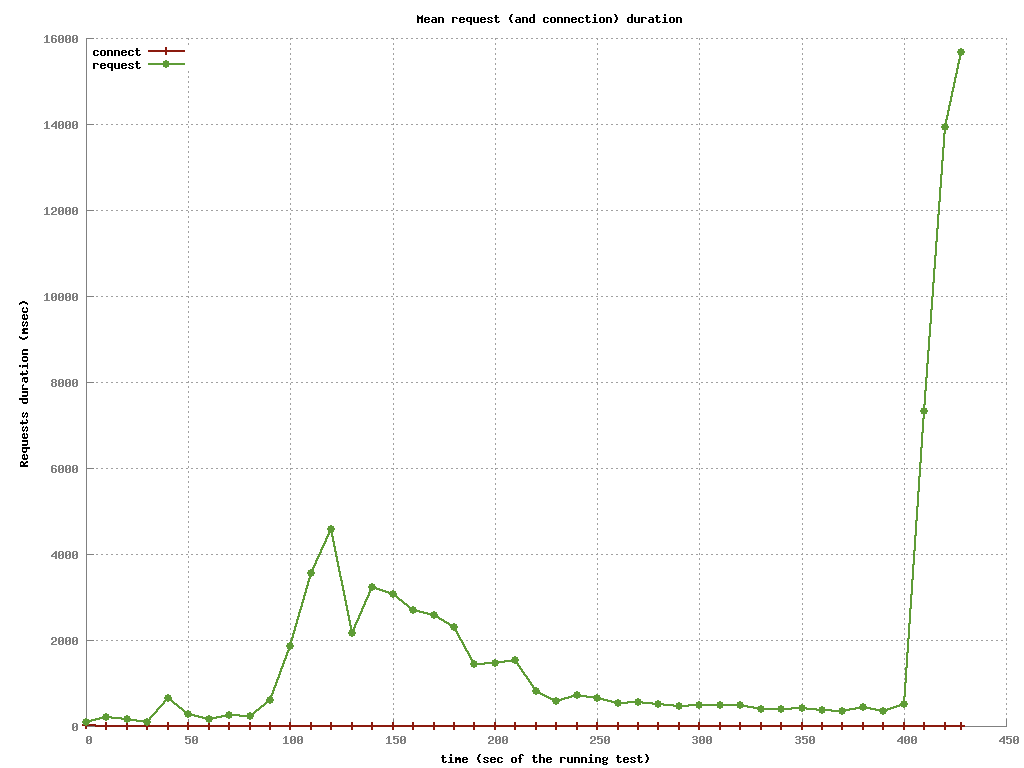 Mean request (and connection) duration
connect
request
16000
14000
12000
10000
8000
6000
4000
2000
0
Requests duration (msec)
0 50 100 150 200 250 300 350 400 450
time (sec of the running test)